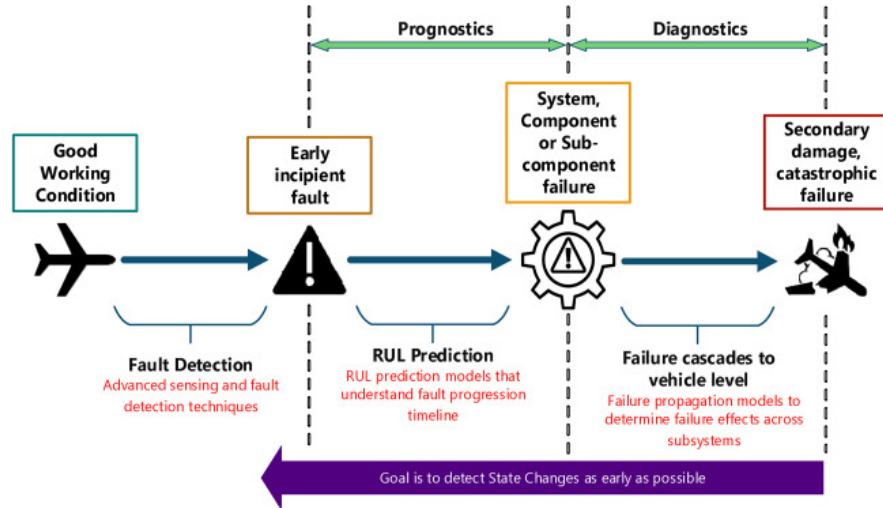 Prognostics
Diagnostics
Good
Working
Condition
Early
incipient
fault
System,
Component
or Sub-
component
failure
Secondary
damage,
catastrophic
failure
Fault Detection
Advanced sensing and fault
detection techniques
RUL Prediction
RUL prediction models that
understand fault progression
timeline
Failure cascades to
vehicle level
Failure propagation models to
determine failure effects across
subsystems
Goal is to detect State Changes as early as possible